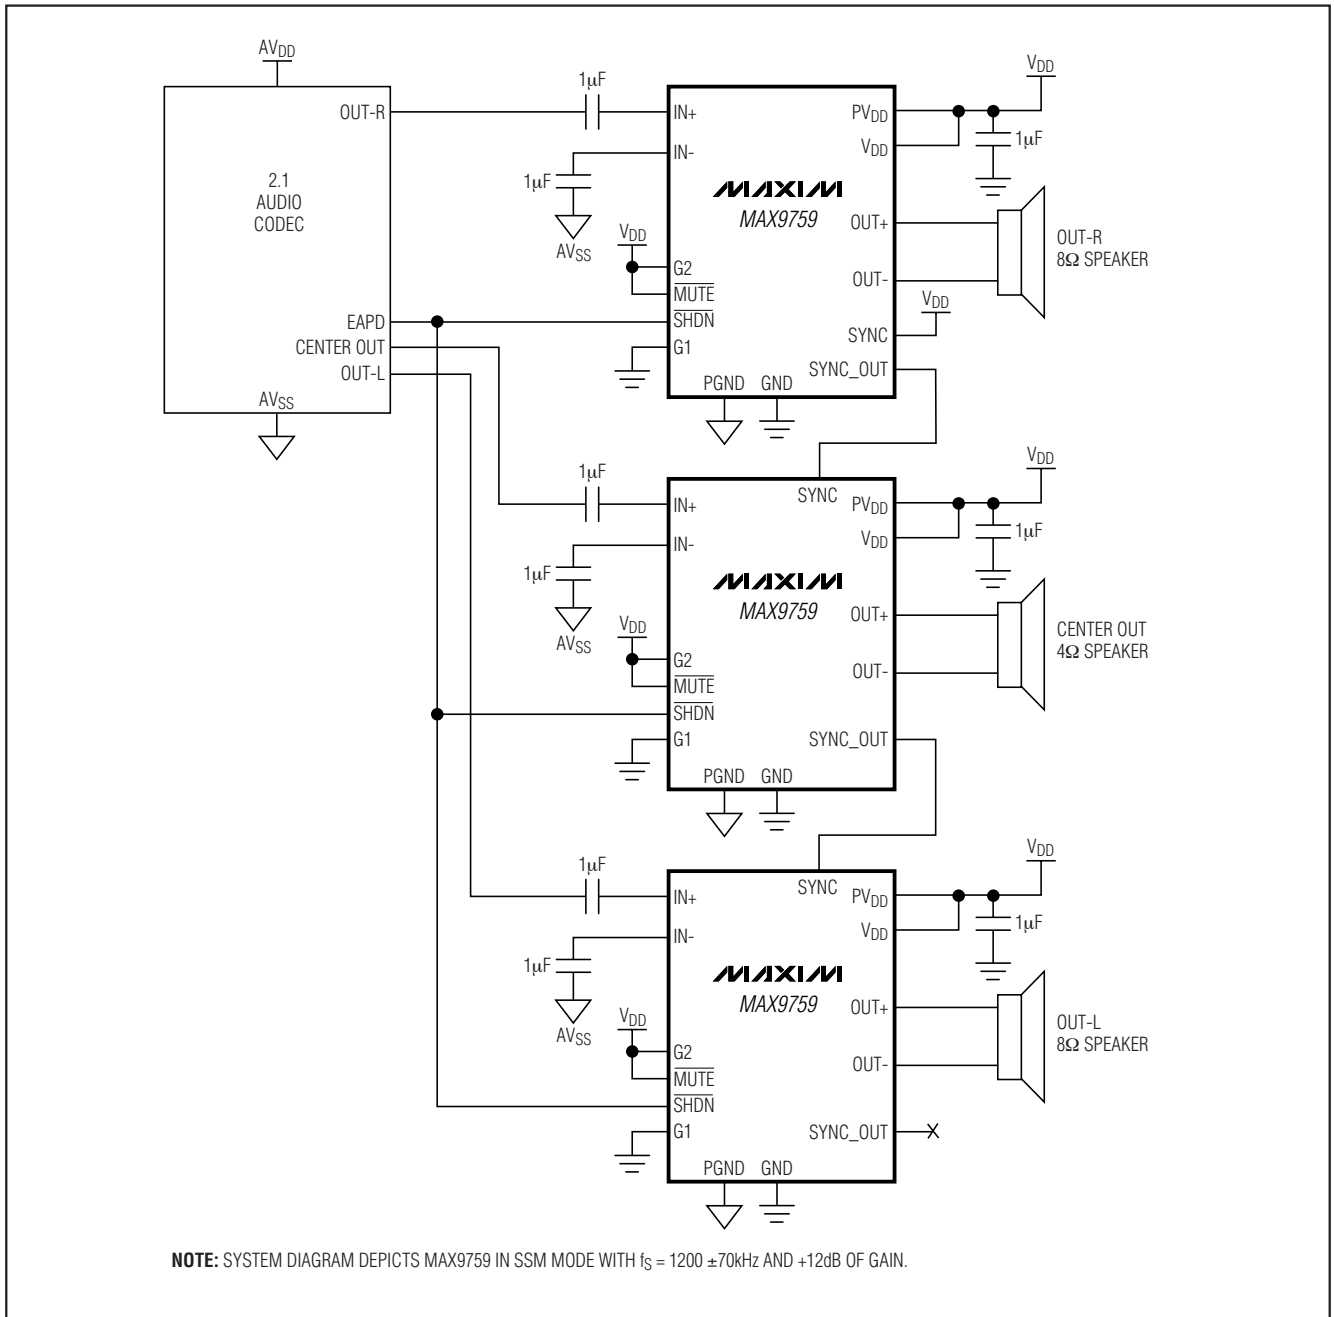 AVDD
OUT-R
2.1
AUDIO
CODEC
EAPD
CENTER OUT
OUT-L
AVSS
1µF
1µF
AVSS
VDD
IN+
IN-
G2
MUTE
SHDN
G1
MAXIM
MAX9759
PGND GND
PVDD
VDD
OUT+
OUT-
SYNC
SYNC_OUT
VDD
1µF
VDD
OUT-R
8Ω SPEAKER
1µF
1µF
AVSS
VDD
IN+
IN-
G2
MUTE
SHDN
G1
SYNC
MAXIM
MAX9759
PGND GND
PVDD
VDD
OUT+
OUT-
SYNC_OUT
VDD
1µF
CENTER OUT
4Ω SPEAKER
1µF
1µF
AVSS
VDD
IN+
IN-
G2
MUTE
SHDN
G1
SYNC
MAXIM
MAX9759
PGND GND
PVDD
VDD
OUT+
OUT-
SYNC_OUT
VDD
1µF
OUT-L
8Ω SPEAKER
NOTE: SYSTEM DIAGRAM DEPICTS MAX9759 IN SSM MODE WITH fS = 1200 ±70kHz AND +12dB OF GAIN.